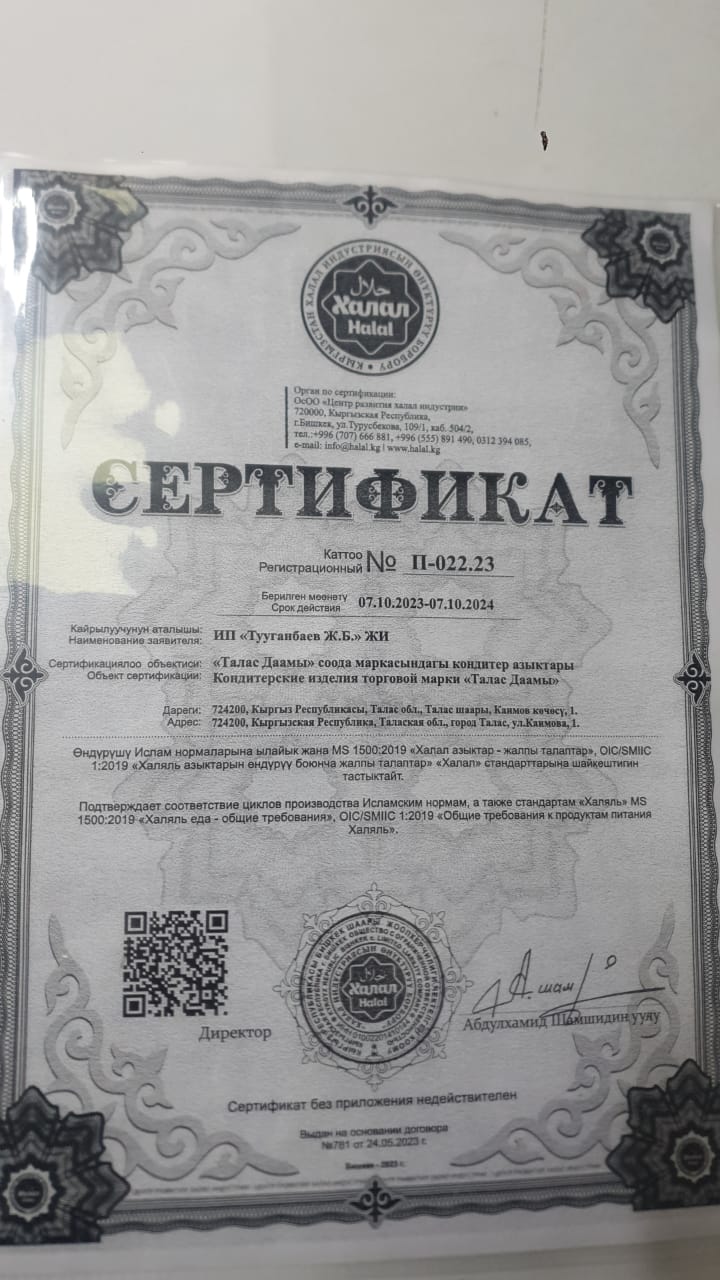 КЫРГЫЗСТАН ХАЛАЛ ИНДУСТРИЯСЫН ӨНҮКТҮРҮҮ БОРБОРУ
حلال
Халал
Halal
Орган по сертификации:
ОсОО «Центр развития халал индустрии»
720000, Кыргызская Республика,
г.Бишкек, ул.Турусбекова, 109/1, каб. 504/2,
тел.:+996 (707) 666 881, +996 (555) 891 490, 0312 394 085,
e-mail: info@halal.kg | www.halal.kg
СЕРТИФИКАТ
Каттоо
Регистрационный № П-022.23
Берилген мөөнөтү
Срок действия 07.10.2023-07.10.2024
Кайрылуучунун аталышы:
Наименование заявителя: ИП «Тууганбаев Ж.Б.» ЖИ
Сертификациялоо объектиси: «Талас Даамы» соода маркасындагы кондитер азыктары
Объект сертификации: Кондитерские изделия торговой марки «Талас Даамы»
Дареги: 724200, Кыргыз Республикасы, Талас обл., Талас шаары, Каимов көчөсү, 1.
Адрес: 724200, Кыргызская Республика, Талаская обл., город Талас, ул.Каимова, 1.
Өндүрүшү Ислам нормаларына ылайык жана MS 1500:2019 «Халал азыктар - жалпы талаптар», OIC/SMIIC
1:2019 «Халяль азыктарын өндүрүү боюнча жалпы талаптар» «Халал» стандарттарына шайкештигин
тастыктайт.
Подтверждает соответствие циклов производства Исламским нормам, а также стандартам «Халяль» MS
1500:2019 «Халяль еда - общие требования», OIC/SMIIC 1:2019 «Общие требования к продуктам питания
Халяль».
حلال
Халал
Halal
Директор
Абдулхамид Шамшидин уулу
Сертификат без приложения недействителен
Выдан на основании договора
№781 от 24.05.2023 г.
Бишкек - 2023 г.